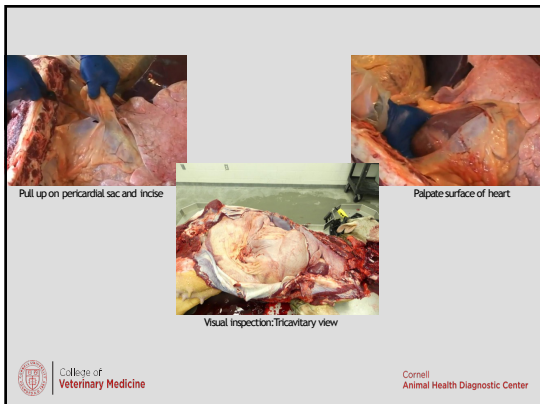 Pull up on pericardial sac and incise
Palpate surface of heart
Visual inspection:Tricavitary view
College of
Veterinary Medicine
Cornell
Animal Health Diagnostic Center